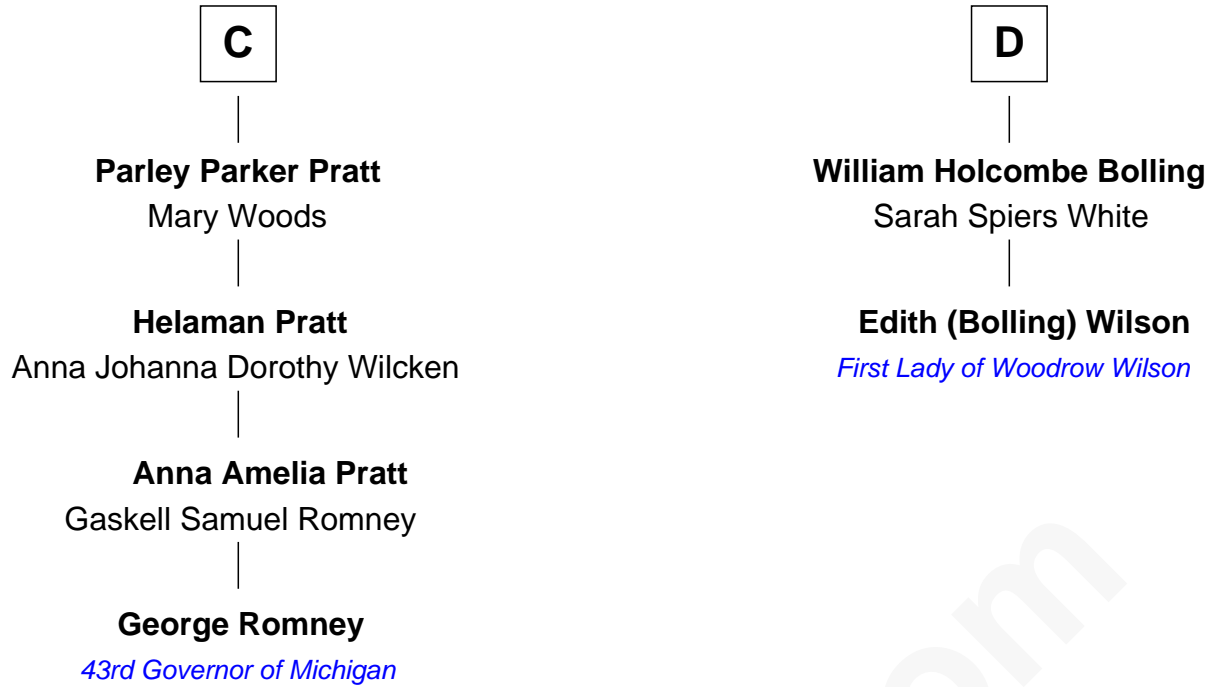 C
Parley Parker Pratt
Mary Woods
Helaman Pratt
Anna Johanna Dorothy Wilcken
Anna Amelia Pratt
Gaskell Samuel Romney
George Romney
43rd Governor of Michigan
D
William Holcombe Bolling
Sarah Spiers White
Edith (Bolling) Wilson
First Lady of Woodrow Wilson
om